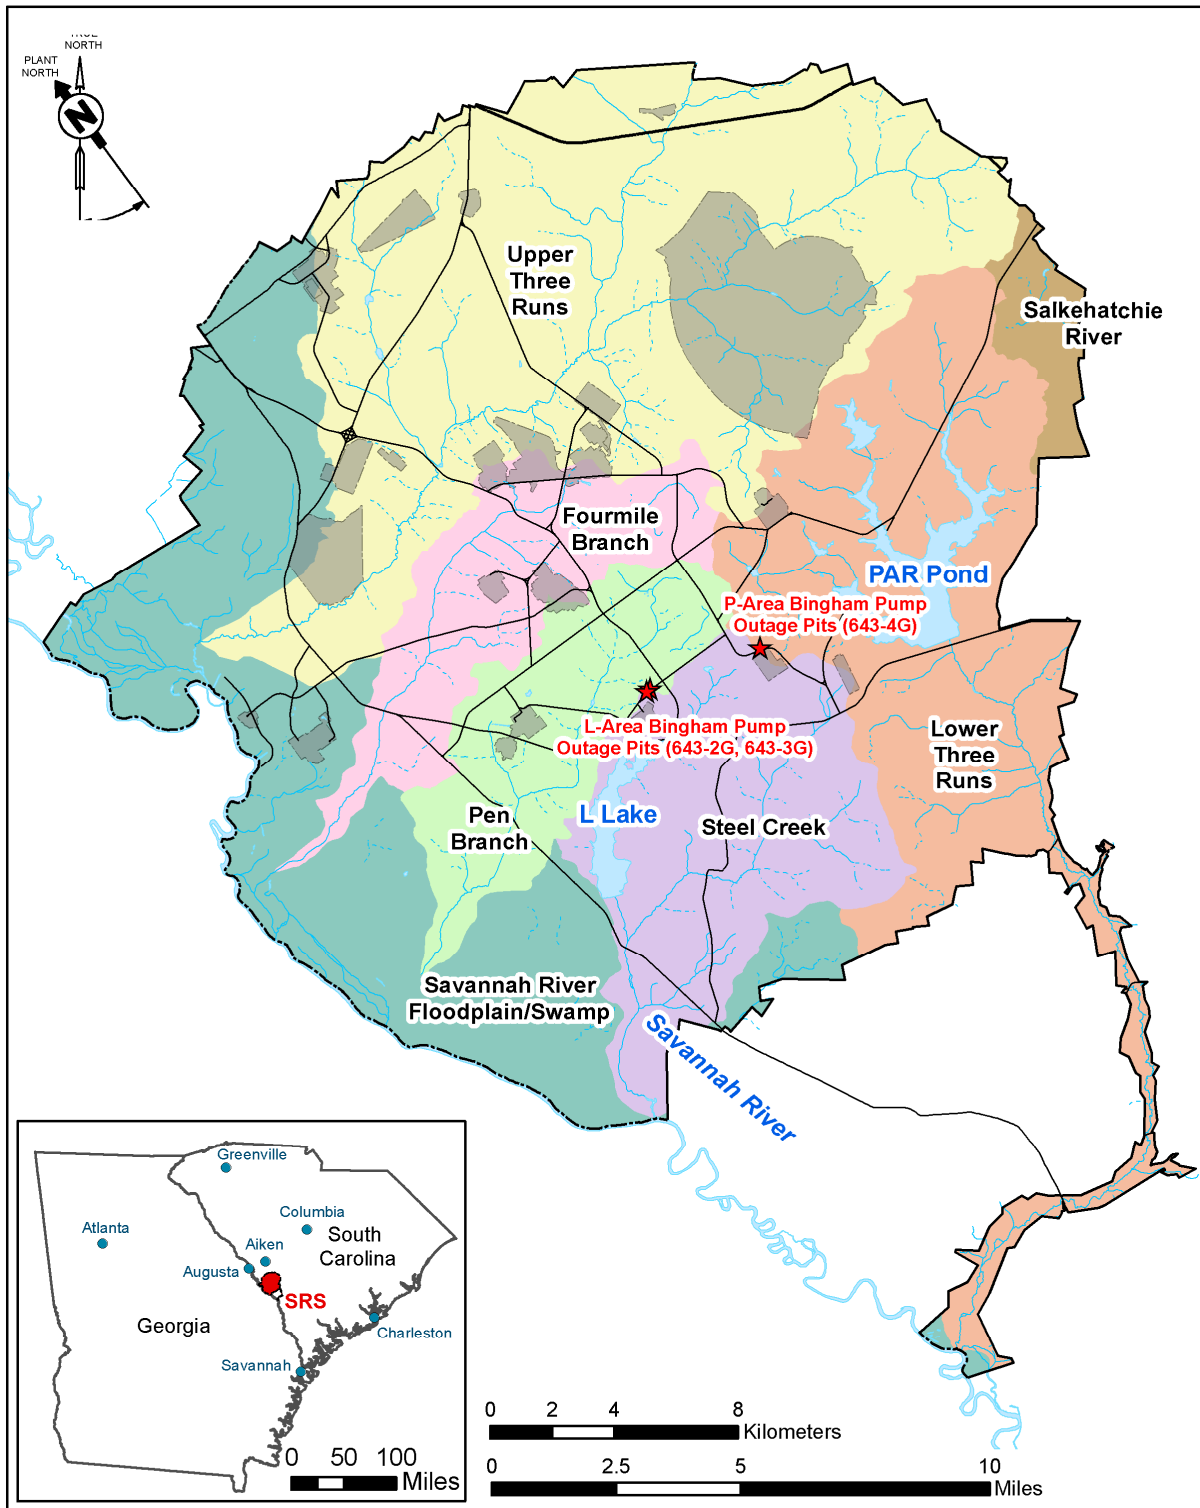 TRUE
NORTH
PLANT
NORTH
N
Upper
Three
Runs
Salkehatchie
River
Fourmile
Branch
PAR Pond
P-Area Bingham Pump
Outage Pits (643-4G)
L-Area Bingham Pump
Outage Pits (643-2G, 643-3G)
Lower
Three
Runs
Pen
Branch
L Lake
Steel Creek
Savannah River
Floodplain/Swamp
Savannah River
Greenville
Columbia
Atlanta
South
Carolina
Aiken
Augusta
SRS
Georgia
Charleston
Savannah
0 50 100
Miles
0 2 4 8
Kilometers
0 2.5 5 10
Miles